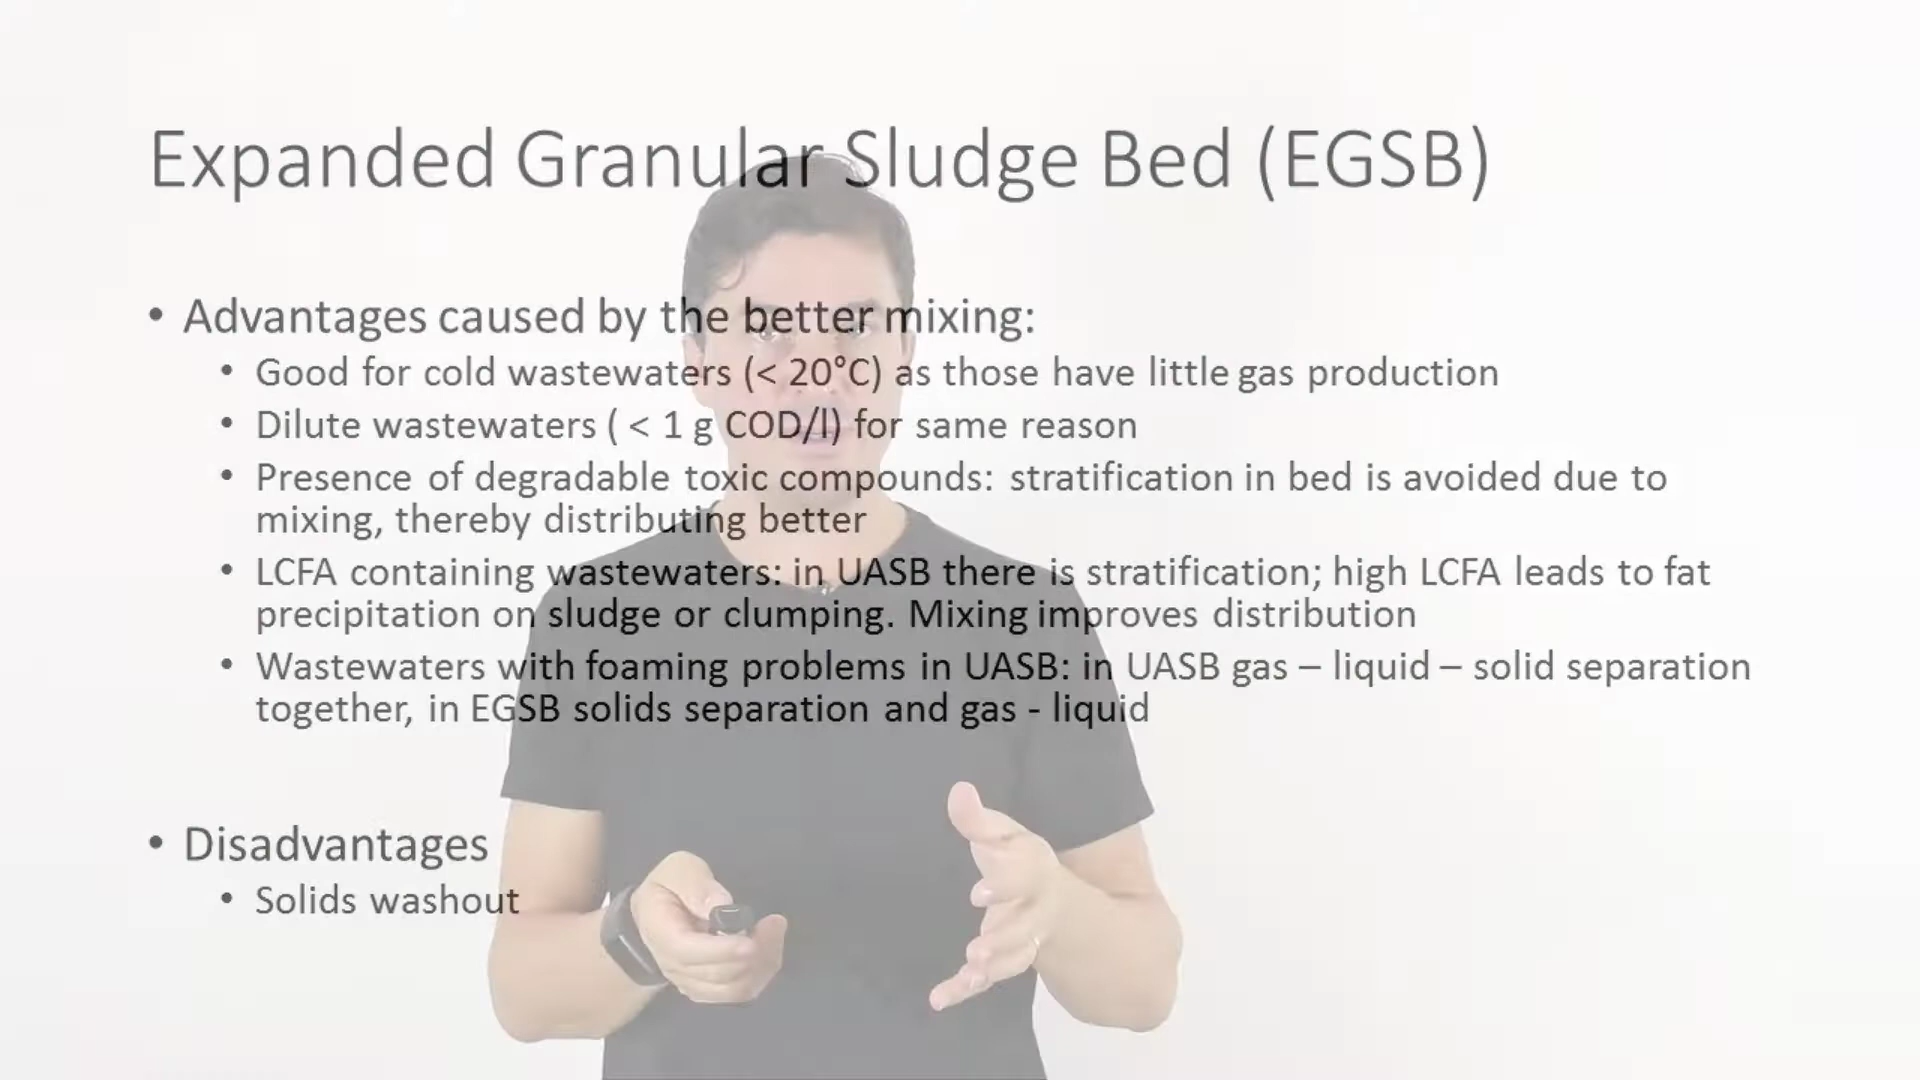 Expanded Granular Sludge Bed (EGSB)
• Advantages caused by the better mixing:
• Good for cold wastewaters (< 20°C) as those have little gas production
• Dilute wastewaters ( < 1 g COD/l) for same reason
• Presence of degradable toxic compounds: stratification in bed is avoided due to
mixing, thereby distributing better
• LCFA containing wastewaters: in UASB there is stratification; high LCFA leads to fat
precipitation on sludge or clumping. Mixing improves distribution
• Wastewaters with foaming problems in UASB: in UASB gas – liquid – solid separation
together, in EGSB solids separation and gas - liquid
• Disadvantages
• Solids washout